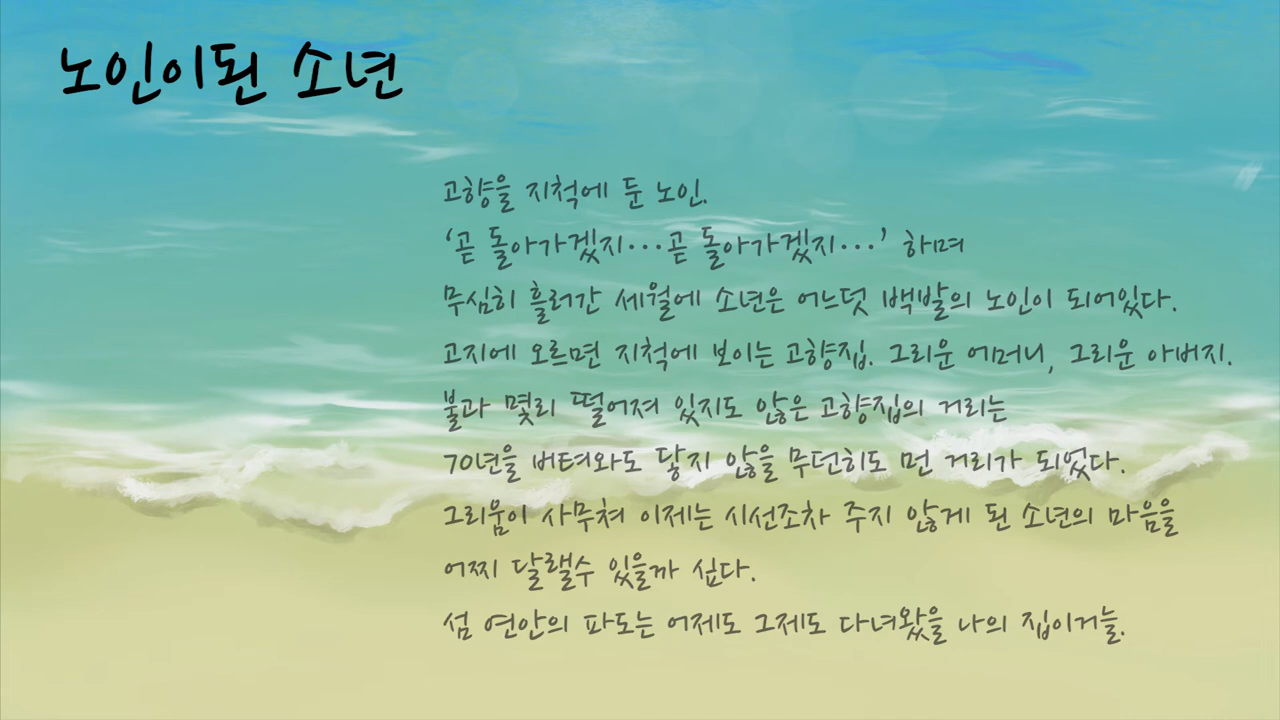 노인이된 소년
고향을 지척에 둔 노인.
‘곧 돌아가겠지...곧 돌아가겠지...’ 하며
무심히 흘러간 세월에 소년은 어느덧 백발의 노인이 되어있다.
고지에 오르면 지척에 보이는 고향집. 그리운 어머니, 그리운 아버지.
불과 몇리 떨어져 있지도 않은 고향집의 거리는
70년을 버텨와도 닿지 않을 무던히도 먼 거리가 되었다.
그리움이 사무쳐 이제는 시선조차 주지 않게 된 소년의 마음을
어찌 달랠수 있을까 싶다.
섬 연안의 파도는 어제도 그제도 다녀왔을 나의 집이거늘.